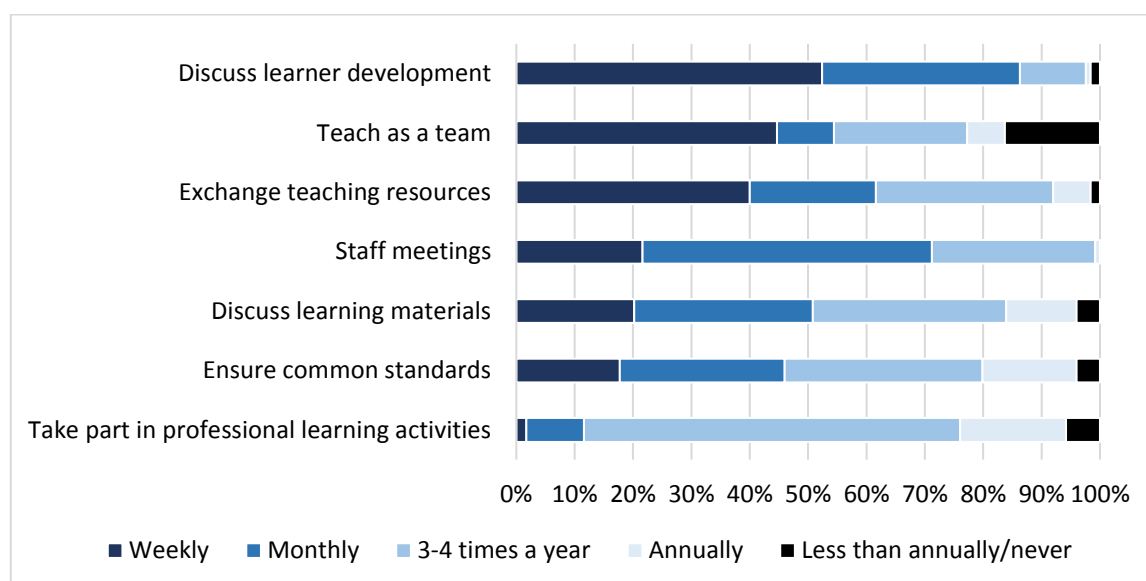 Discuss learner development
Teach as a team
Exchange teaching resources
Staff meetings
Discuss learning materials
Ensure common standards
Take part in professional learning activities
0% 10% 20% 30% 40% 50% 60% 70% 80% 90% 100%
Weekly Monthly 3-4 times a year Annually Less than annually/never